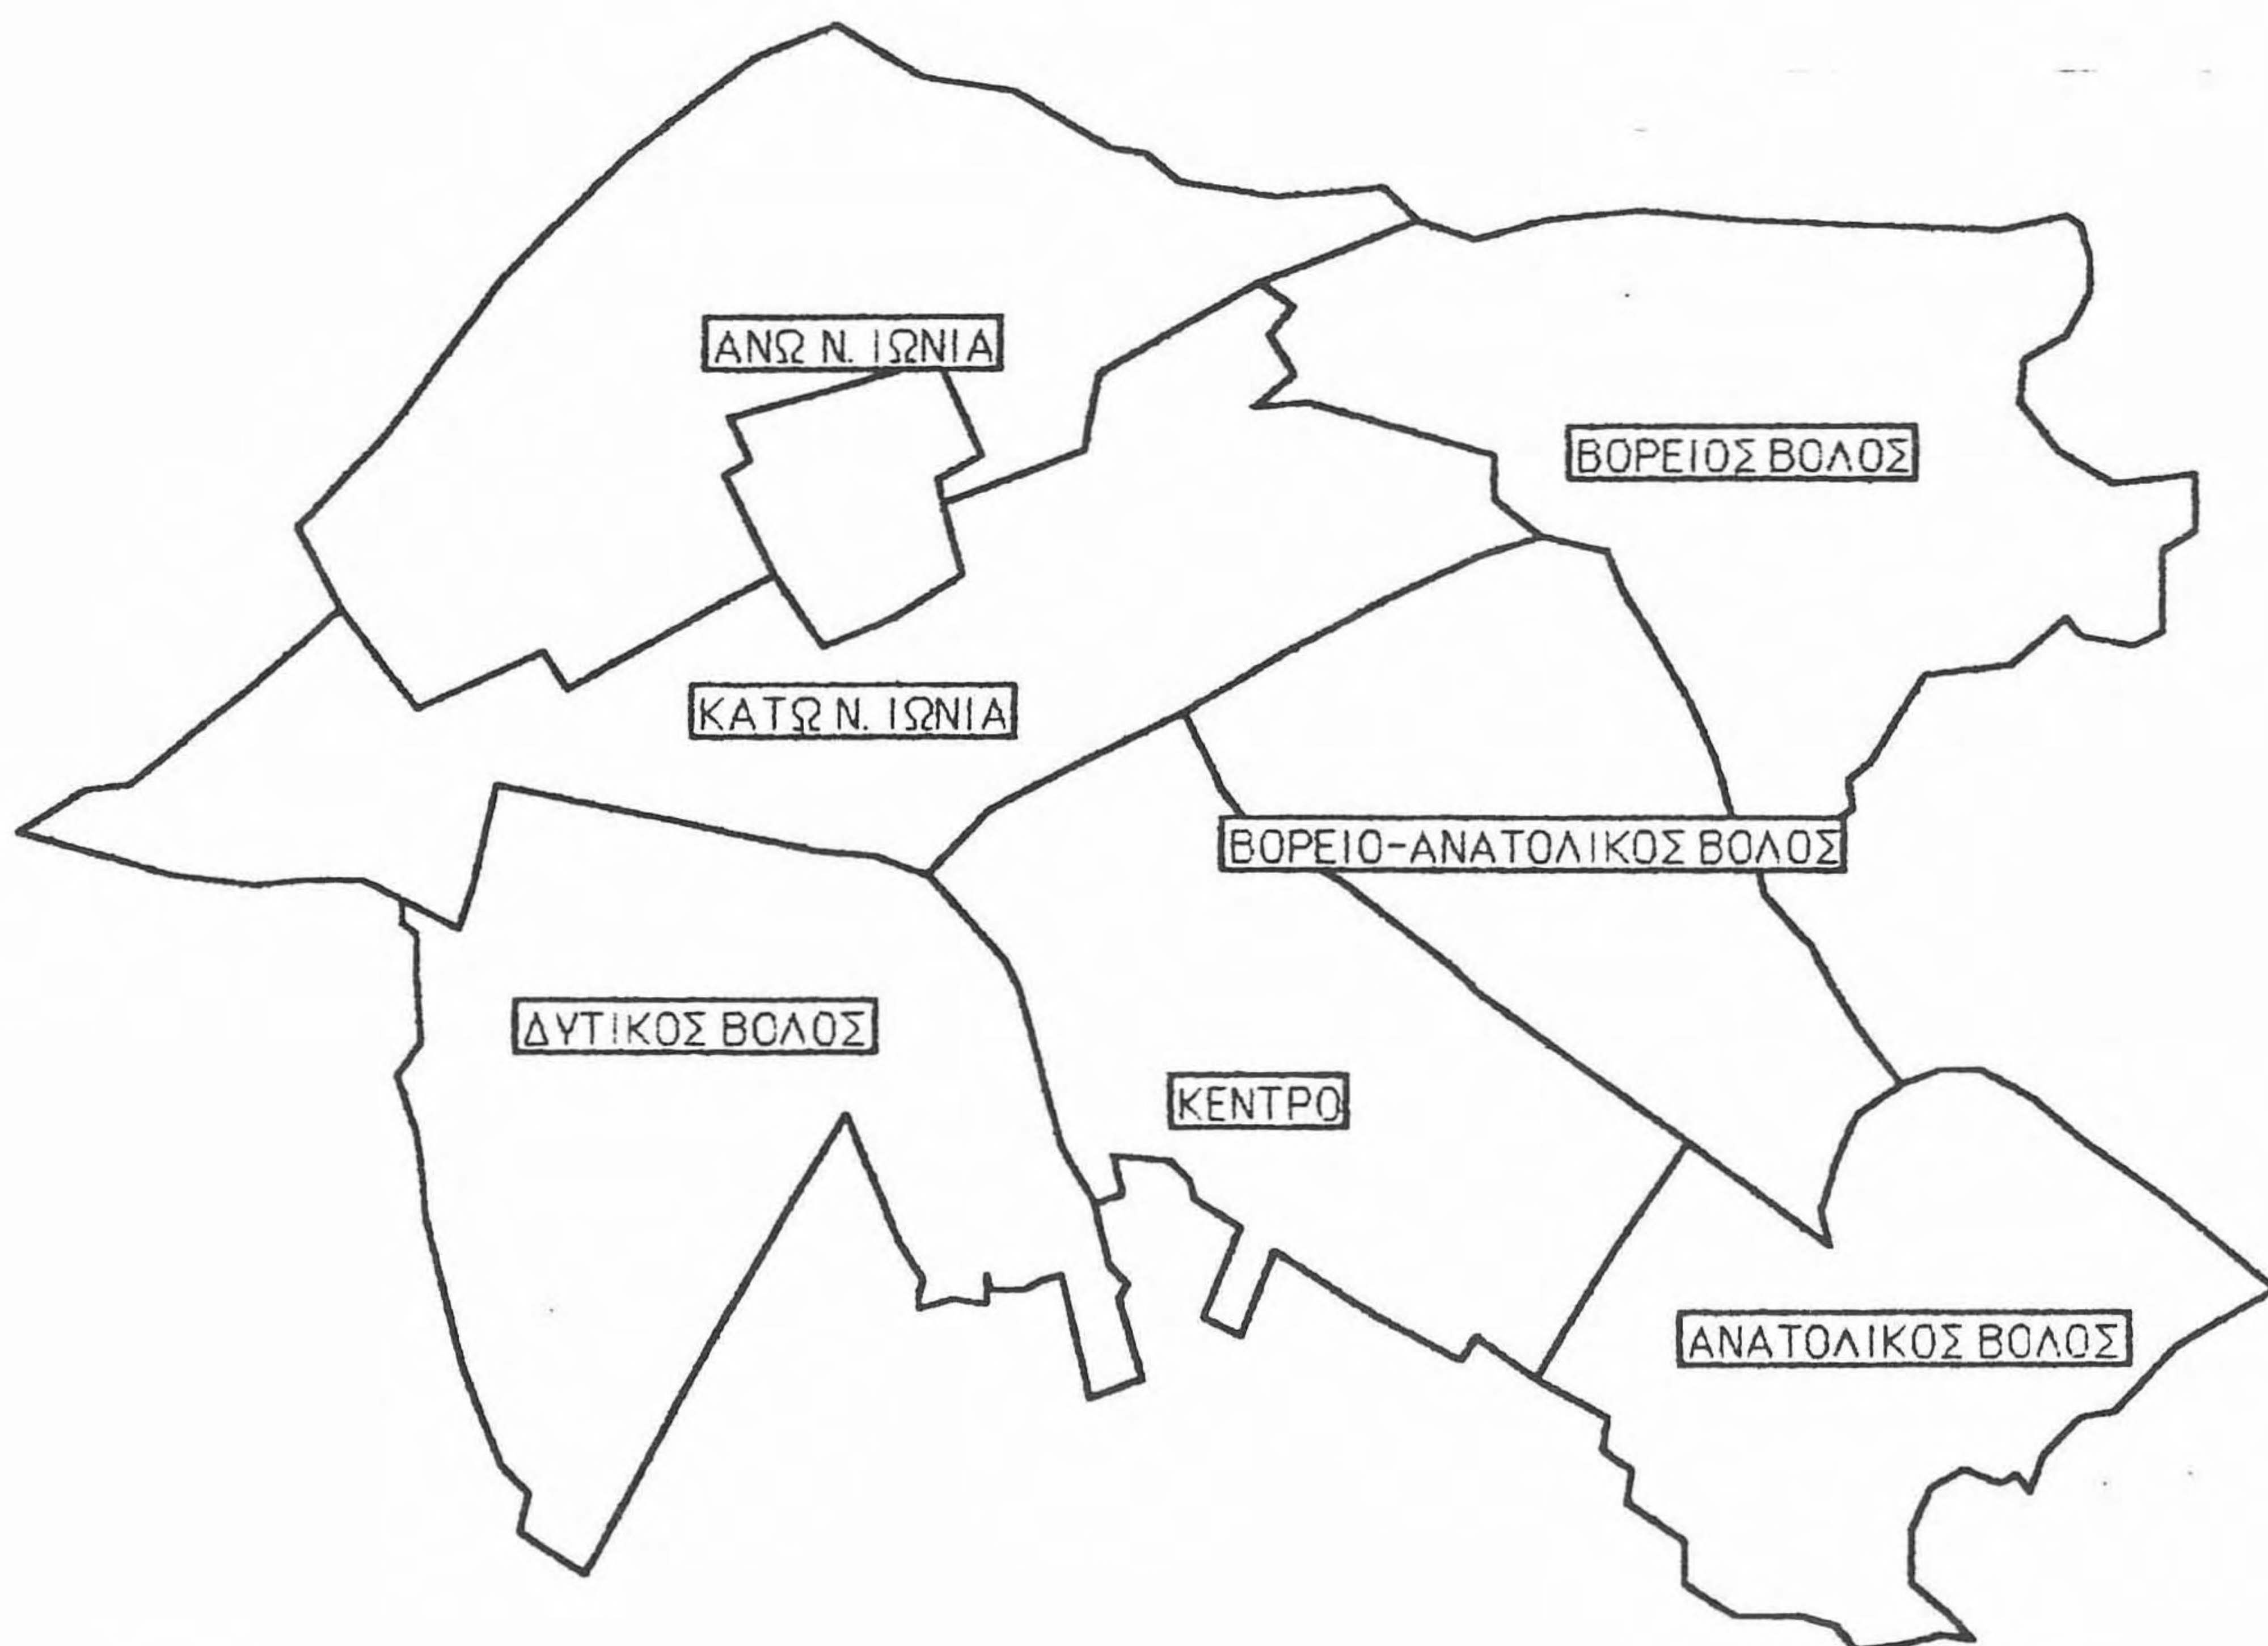 ΑΝΩ Ν. ΙΩΝΙΑ
ΒΟΡΕΙΟΣ ΒΟΛΟΣ
ΚΑΤΩ Ν. ΙΩΝΙΑ
ΒΟΡΕΙΟ-ΑΝΑΤΟΛΙΚΟΣ ΒΟΛΟΣ
ΔΥΤΙΚΟΣ ΒΟΛΟΣ
ΚΕΝΤΡΟ
ΑΝΑΤΟΛΙΚΟΣ ΒΟΛΟΣ